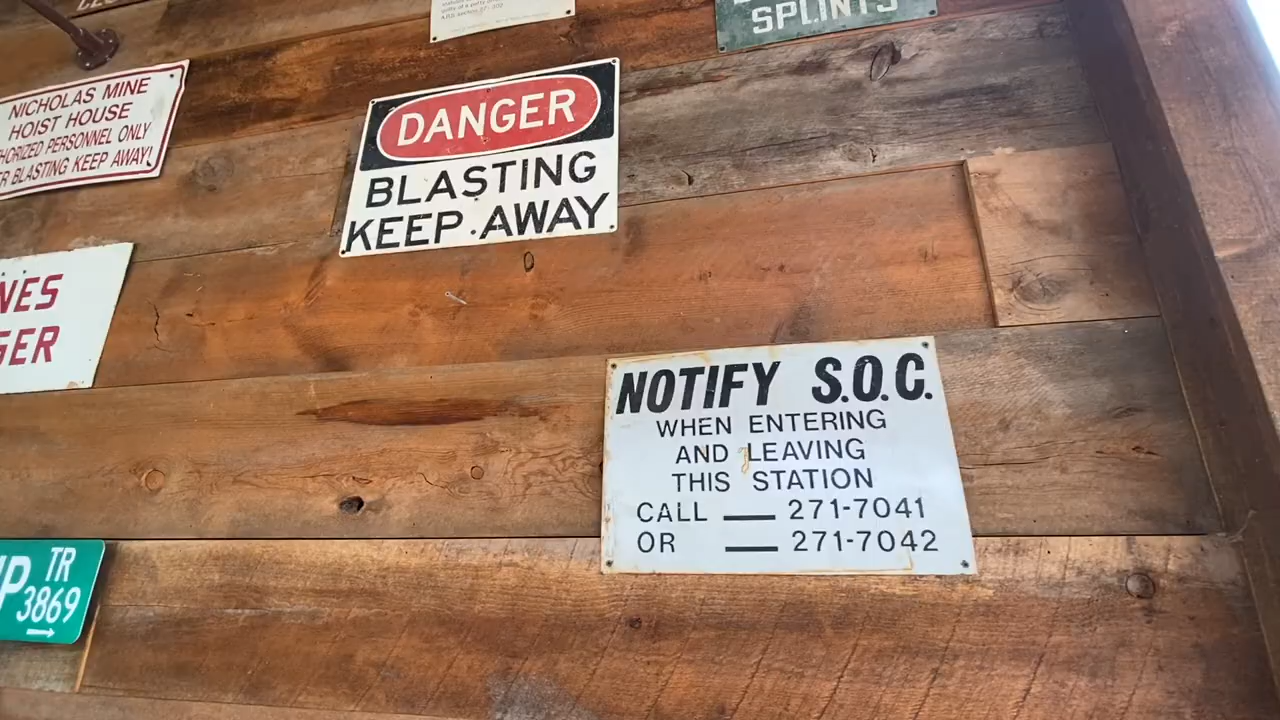 SPLINTS
NICHOLAS MINE
HOIST HOUSE
PERSONNEL ONLY
BLASTING KEEP AWAY!
DANGER
BLASTING
KEEP AWAY
NOTIFY S.O.C.
WHEN ENTERING
AND LEAVING
THIS STATION
CALL — 271-7041
OR — 271-7042
TR
3869
→